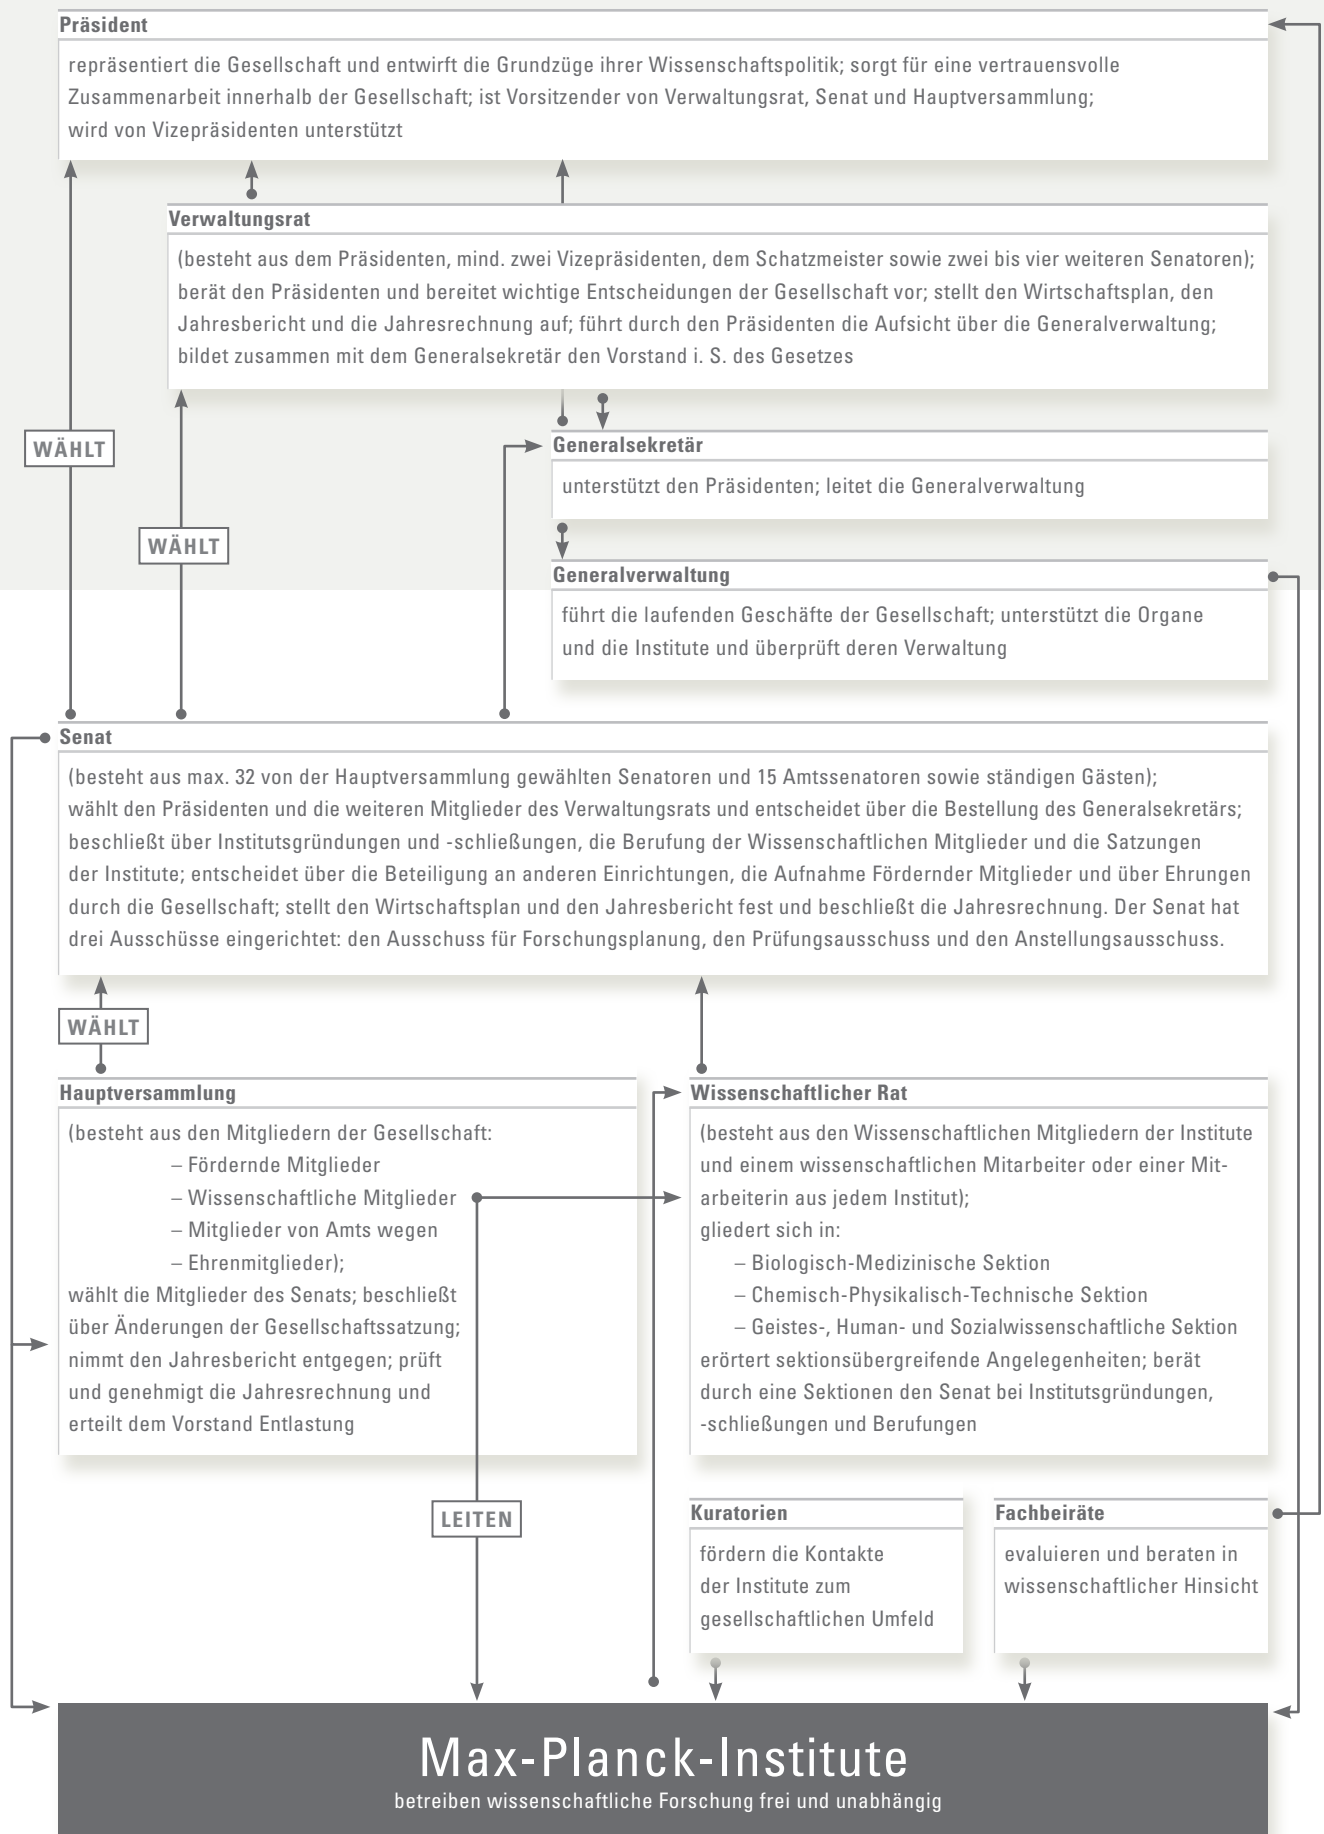 Präsident
repräsentiert die Gesellschaft und entwirft die Grundzüge ihrer Wissenschaftspolitik; sorgt für eine vertrauensvolle
Zusammenarbeit innerhalb der Gesellschaft; ist Vorsitzender von Verwaltungsrat, Senat und Hauptversammlung;
wird von Vizepräsidenten unterstützt
Verwaltungsrat
(besteht aus dem Präsidenten, mind. zwei Vizepräsidenten, dem Schatzmeister sowie zwei bis vier weiteren Senatoren);
berät den Präsidenten und bereitet wichtige Entscheidungen der Gesellschaft vor; stellt den Wirtschaftsplan, den
Jahresbericht und die Jahresrechnung auf; führt durch den Präsidenten die Aufsicht über die Generalverwaltung;
bildet zusammen mit dem Generalsekretär den Vorstand i. S. des Gesetzes
WÄHLT
Generalsekretär
unterstützt den Präsidenten; leitet die Generalverwaltung
WÄHLT
Generalverwaltung
führt die laufenden Geschäfte der Gesellschaft; unterstützt die Organe
und die Institute und überprüft deren Verwaltung
Senat
(besteht aus max. 32 von der Hauptversammlung gewählten Senatoren und 15 Amtssenatoren sowie ständigen Gästen);
wählt den Präsidenten und die weiteren Mitglieder des Verwaltungsrats und entscheidet über die Bestellung des Generalsekretärs;
beschließt über Institutsgründungen und -schließungen, die Berufung der Wissenschaftlichen Mitglieder und die Satzungen
der Institute; entscheidet über die Beteiligung an anderen Einrichtungen, die Aufnahme Fördernder Mitglieder und über Ehrungen
durch die Gesellschaft; stellt den Wirtschaftsplan und den Jahresbericht fest und beschließt die Jahresrechnung. Der Senat hat
drei Ausschüsse eingerichtet: den Ausschuss für Forschungsplanung, den Prüfungsausschuss und den Anstellungsausschuss.
WÄHLT
Hauptversammlung
(besteht aus den Mitgliedern der Gesellschaft:
– Fördernde Mitglieder
– Wissenschaftliche Mitglieder
– Mitglieder von Amts wegen
– Ehrenmitglieder);
wählt die Mitglieder des Senats; beschließt
über Änderungen der Gesellschaftssatzung;
nimmt den Jahresbericht entgegen; prüft
und genehmigt die Jahresrechnung und
erteilt dem Vorstand Entlastung
Wissenschaftlicher Rat
(besteht aus den Wissenschaftlichen Mitgliedern der Institute
und einem wissenschaftlichen Mitarbeiter oder einer Mit-
arbeiterin aus jedem Institut);
gliedert sich in:
– Biologisch-Medizinische Sektion
– Chemisch-Physikalisch-Technische Sektion
– Geistes-, Human- und Sozialwissenschaftliche Sektion
erörtert sektionsübergreifende Angelegenheiten; berät
durch eine Sektionen den Senat bei Institutsgründungen,
-schließungen und Berufungen
LEITEN
Kuratorien
fördern die Kontakte
der Institute zum
gesellschaftlichen Umfeld
Fachbeiräte
evaluieren und beraten in
wissenschaftlicher Hinsicht
Max-Planck-Institute
betreiben wissenschaftliche Forschung frei und unabhängig